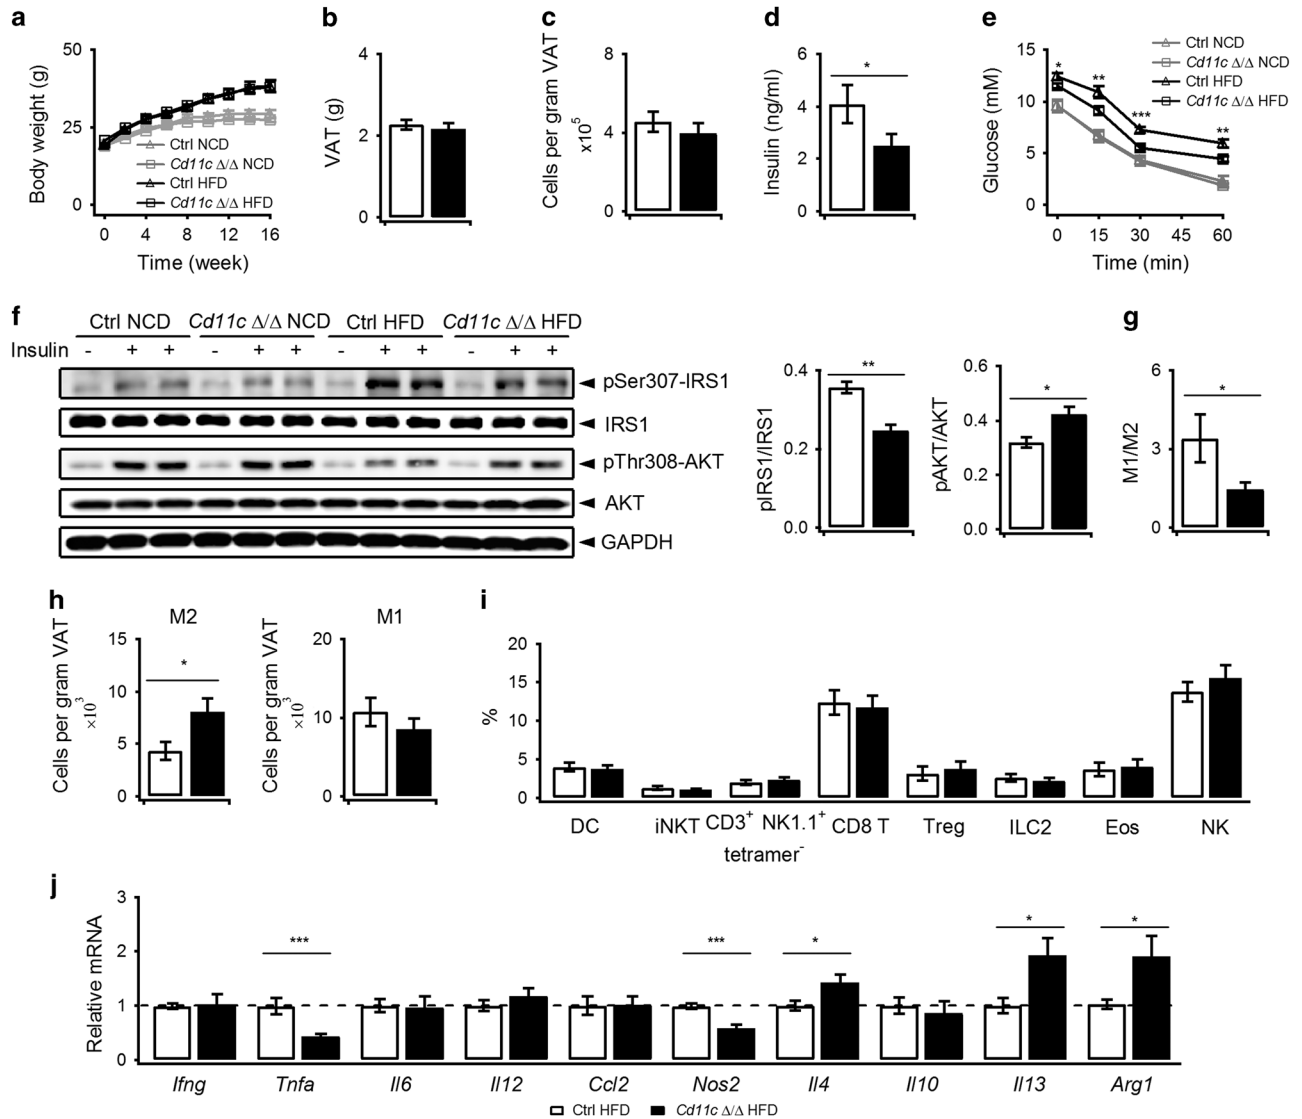 a
Body weight (g)
50
25
0
Ctrl NCD
Cd11c Δ/Δ NCD
Ctrl HFD
Cd11c Δ/Δ HFD
0 4 8 12 16
Time (week)
b
VAT (g)
4
2
0
c
Cells per gram VAT
×10⁵
8
4
0
d
Insulin (ng/ml)
6
4
2
0
*
e
Glucose (mM)
15
10
5
0
* ** *** **
Ctrl NCD
Cd11c Δ/Δ NCD
Ctrl HFD
Cd11c Δ/Δ HFD
0 15 30 45 60
Time (min)
f
Ctrl NCD Cd11c Δ/Δ NCD Ctrl HFD Cd11c Δ/Δ HFD
Insulin - + + - + + - + + - + +
pSer307-IRS1
IRS1
pThr308-AKT
AKT
GAPDH
pIRS1/IRS1
0.4
0.2
0.0
**
pAKT/AKT
0.6
0.4
0.2
0.0
*
g
M1/M2
6
3
0
*
h
M2
Cells per gram VAT
×10³
15
10
5
0
*
M1
Cells per gram VAT
×10³
20
10
0
i
%
20
15
10
5
0
DC iNKT CD3⁺ NK1.1⁺ CD8 T Treg ILC2 Eos NK
tetramer⁻
j
Relative mRNA
3
2
1
0
*** *** * * *
Ifng Tnfa Il6 Il12 Ccl2 Nos2 Il4 Il10 Il13 Arg1
Ctrl HFD Cd11c Δ/Δ HFD